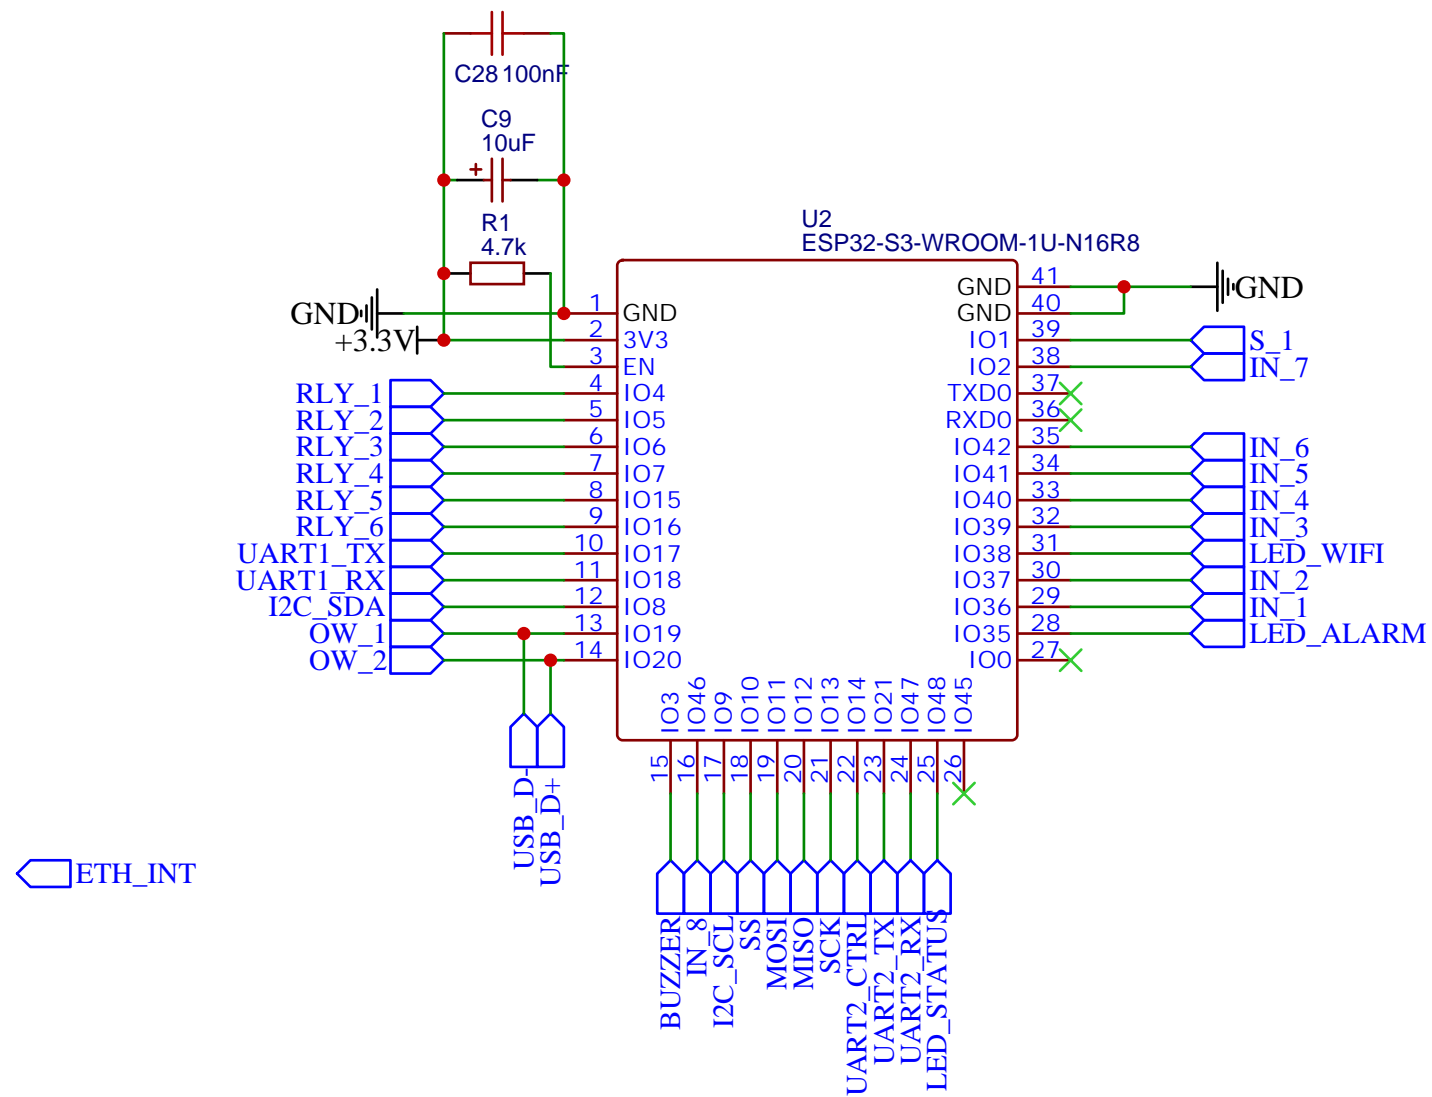 C28 100nF
C9
10uF
R1
4.7k
U2
ESP32-S3-WROOM-1U-N16R8
GND
+3.3V
RLY_1
RLY_2
RLY_3
RLY_4
RLY_5
RLY_6
UART1_TX
UART1_RX
I2C_SDA
OW_1
OW_2
1 GND
2 3V3
3 EN
4 IO4
5 IO5
6 IO6
7 IO7
8 IO15
9 IO16
10 IO17
11 IO18
12 IO8
13 IO19
14 IO20
GND 41
GND 40
IO1 39
IO2 38
TXD0 37
RXD0 36
IO42 35
IO41 34
IO40 33
IO39 32
IO38 31
IO37 30
IO36 29
IO35 28
IO0 27
GND
S_1
IN_7
IN_6
IN_5
IN_4
IN_3
LED_WIFI
IN_2
IN_1
LED_ALARM
IO3 15
IO46 16
IO9 17
IO10 18
IO11 19
IO12 20
IO13 21
IO14 22
IO21 23
IO47 24
IO48 25
IO45 26
USB_D-
USB_D+
BUZZER
IN_8
I2C_SCL
SS
MOSI
MISO
SCK
UART2_CTRL
UART2_TX
UART2_RX
LED_STATUS
ETH_INT